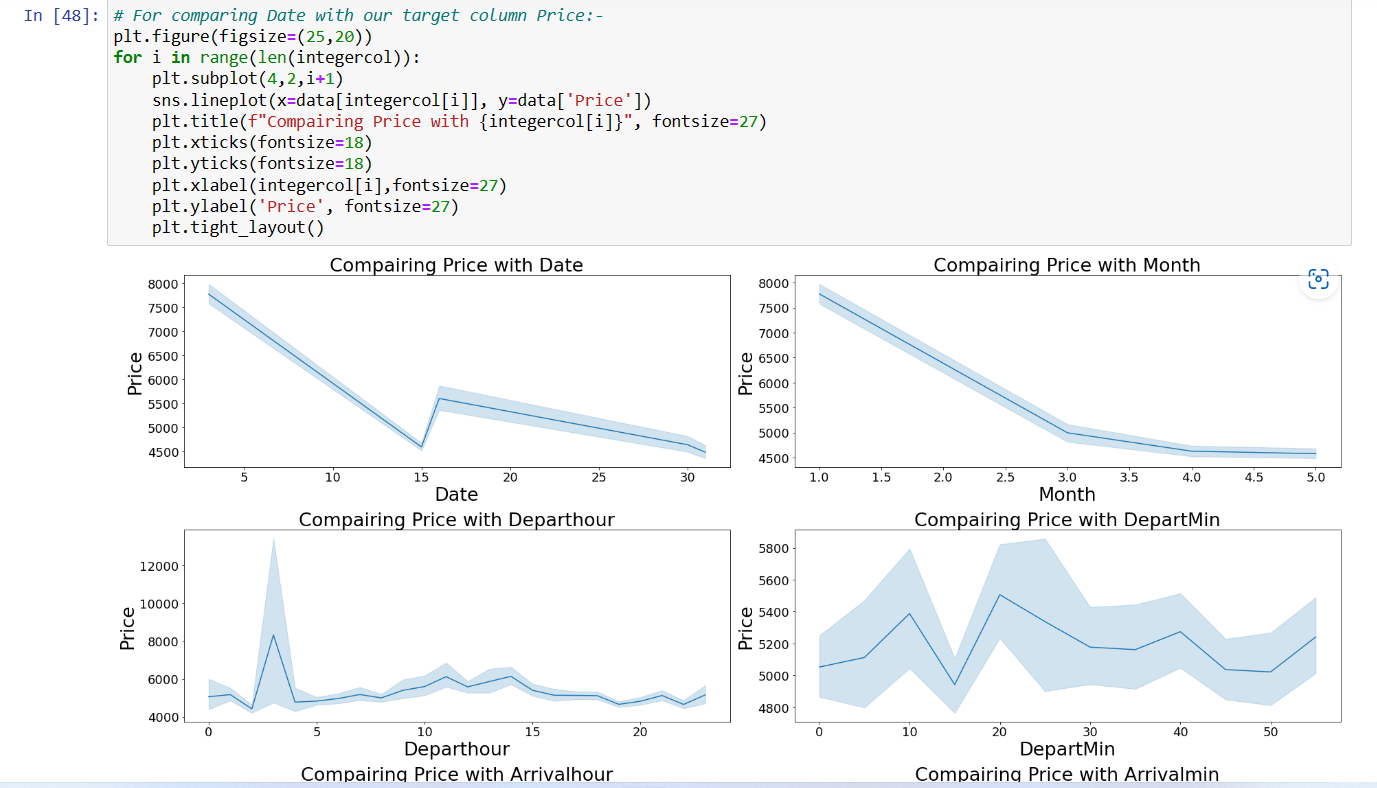 In [48]:
# For comparing Date with our target column Price:-
plt.figure(figsize=(25,20))
for i in range(len(integercol)):
    plt.subplot(4,2,i+1)
    sns.lineplot(x=data[integercol[i]], y=data['Price'])
    plt.title(f"Compairing Price with {integercol[i]}", fontsize=27)
    plt.xticks(fontsize=18)
    plt.yticks(fontsize=18)
    plt.xlabel(integercol[i],fontsize=27)
    plt.ylabel('Price', fontsize=27)
    plt.tight_layout()
Compairing Price with Date
8000
7500
7000
6500
6000
5500
5000
4500
Price
5 10 15 20 25 30
Date
Compairing Price with Month
8000
7500
7000
6500
6000
5500
5000
4500
Price
1.0 1.5 2.0 2.5 3.0 3.5 4.0 4.5 5.0
Month
Compairing Price with Departhour
12000
10000
8000
6000
4000
Price
0 5 10 15 20
Departhour
Compairing Price with DepartMin
5800
5600
5400
5200
5000
4800
Price
0 10 20 30 40 50
DepartMin
Compairing Price with Arrivalhour
Compairing Price with Arrivalmin